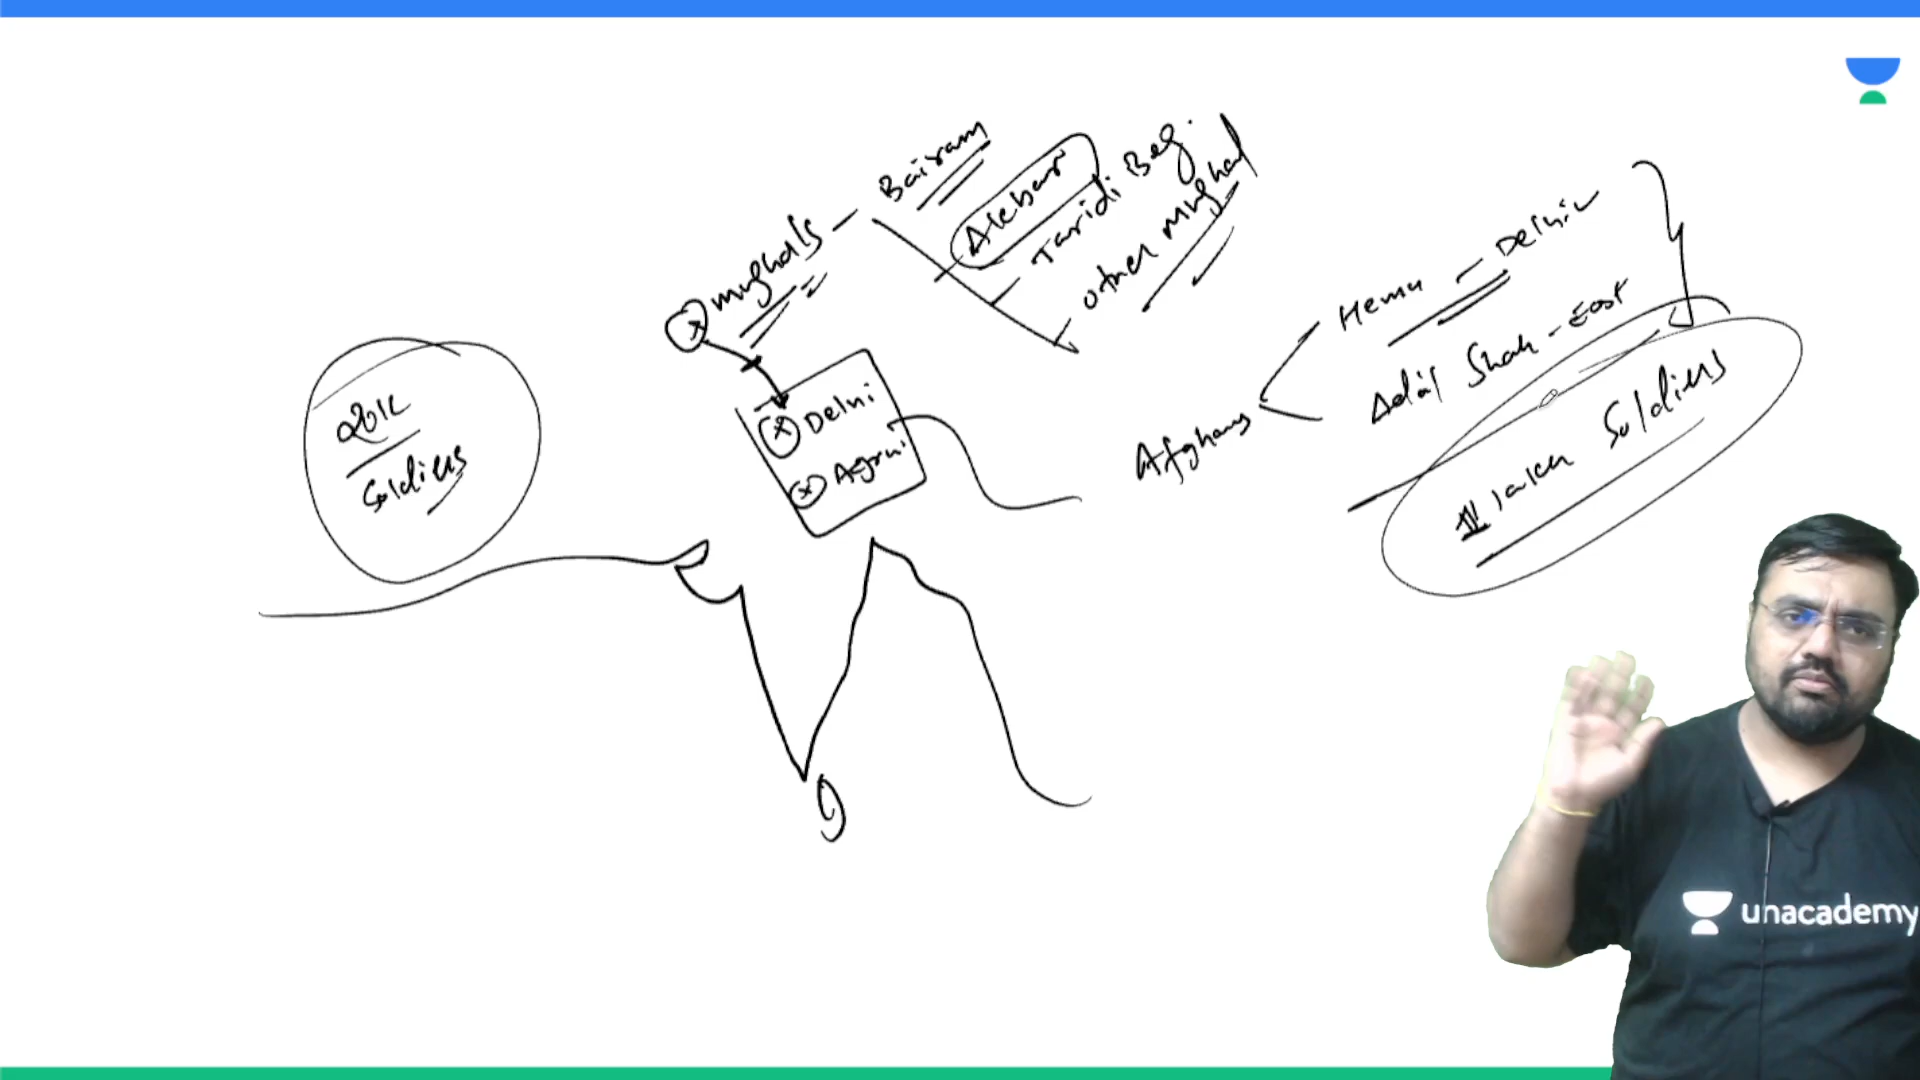 Mughals - Bairam
Akbar
Taridi Beg.
other Mughal
Afghans
Hemu - Delhi
Adil Shah - East
1 lakh Soldiers
20k
Soldiers
Delhi
Agra
unacademy